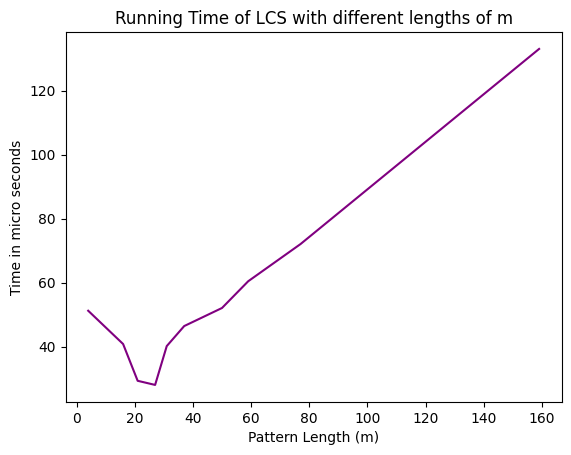 Running Time of LCS with different lengths of m
Time in micro seconds
120
100
80
60
40
0 20 40 60 80 100 120 140 160
Pattern Length (m)